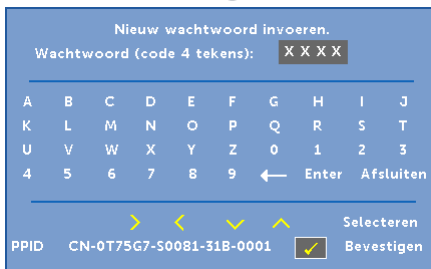 Nieuw wachtwoord invoeren.
Wachtwoord (code 4 tekens): X X X X
A B C D E F G H I J
K L M N O P Q R S T
U V W X Y Z 0 1 2 3
4 5 6 7 8 9 ← Enter Afsluiten
Selecteren
PPID CN-0T75G7-S0081-31B-0001 ✓ Bevestigen